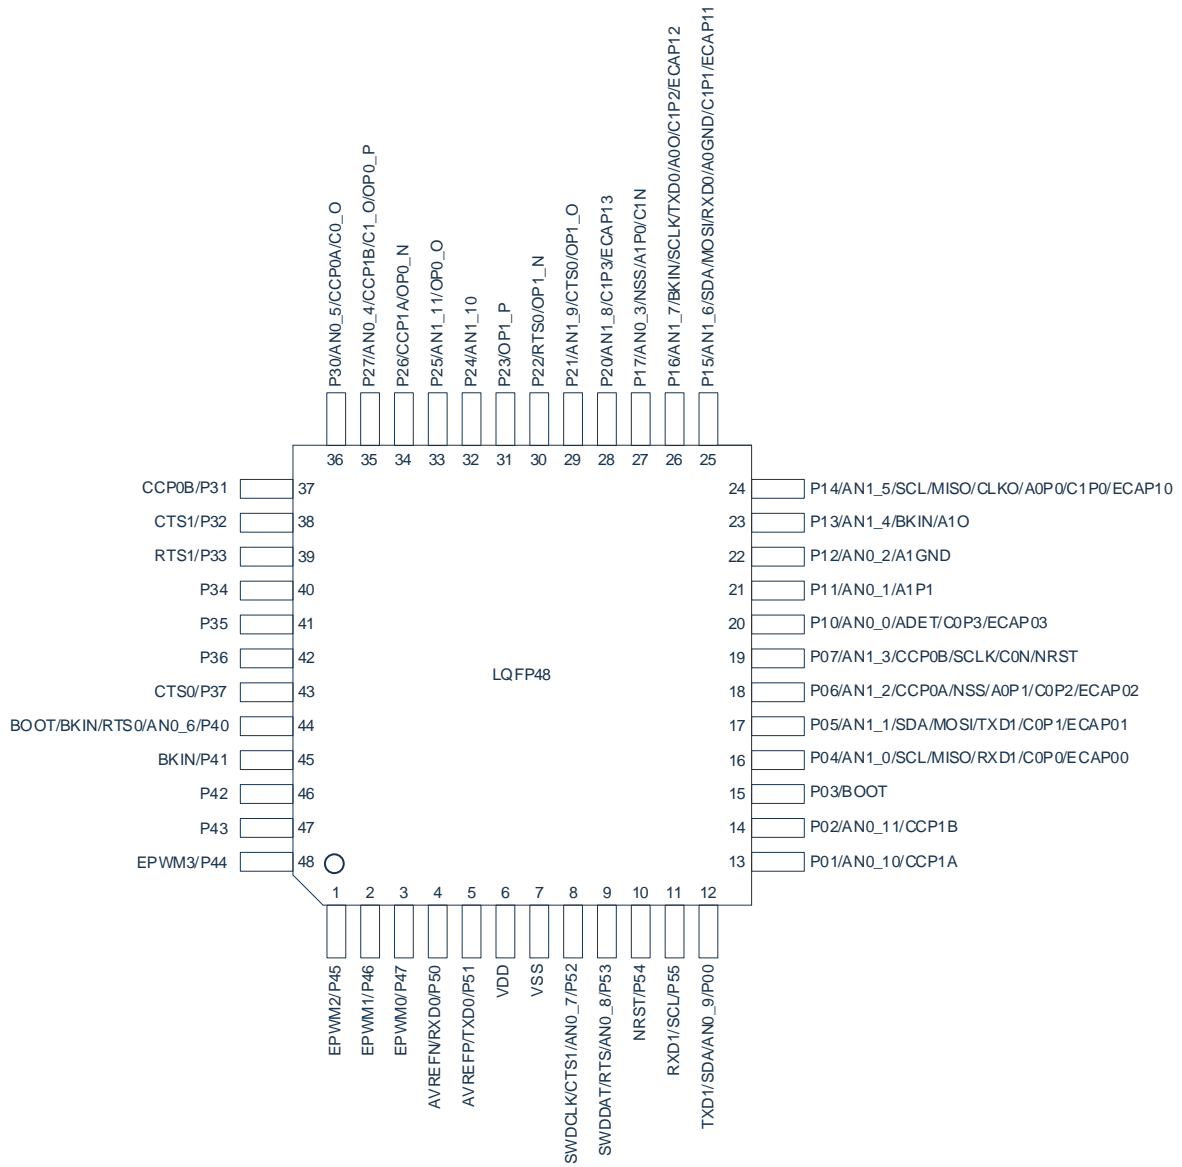 P30/AN0_5/CCP0A/C0_O
P27/AN0_4/CCP1B/C1_O/OP0_P
P26/CCP1A/OP0_N
P25/AN1_11/OP0_O
P24/AN1_10
P23/OP1_P
P22/RTS0/OP1_N
P21/AN1_9/CTS0/OP1_O
P20/AN1_8/C1P3/ECAP13
P17/AN0_3/NSS/A1P0/C1N
P16/AN1_7/BKIN/SCLK/TXD0/A0O/C1P2/ECAP12
P15/AN1_6/SDA/MOSI/RXD0/A0GND/C1P1/ECAP11
36 35 34 33 32 31 30 29 28 27 26 25
CCP0B/P31 37
CTS1/P32 38
RTS1/P33 39
P34 40
P35 41
P36 42
CTS0/P37 43
BOOT/BKIN/RTS0/AN0_6/P40 44
BKIN/P41 45
P42 46
P43 47
EPWM3/P44 48
LQFP48
24 P14/AN1_5/SCL/MISO/CLKO/A0P0/C1P0/ECAP10
23 P13/AN1_4/BKIN/A1O
22 P12/AN0_2/A1GND
21 P11/AN0_1/A1P1
20 P10/AN0_0/ADET/C0P3/ECAP03
19 P07/AN1_3/CCP0B/SCLK/C0N/NRST
18 P06/AN1_2/CCP0A/NSS/A0P1/C0P2/ECAP02
17 P05/AN1_1/SDA/MOSI/TXD1/C0P1/ECAP01
16 P04/AN1_0/SCL/MISO/RXD1/C0P0/ECAP00
15 P03/BOOT
14 P02/AN0_11/CCP1B
13 P01/AN0_10/CCP1A
1 2 3 4 5 6 7 8 9 10 11 12
EPWM2/P45
EPWM1/P46
EPWM0/P47
AVREFN/RXD0/P50
AVREFP/TXD0/P51
VDD
VSS
SWDCLK/CTS1/AN0_7/P52
SWDDAT/RTS/AN0_8/P53
NRST/P54
RXD1/SCL/P55
TXD1/SDA/AN0_9/P00